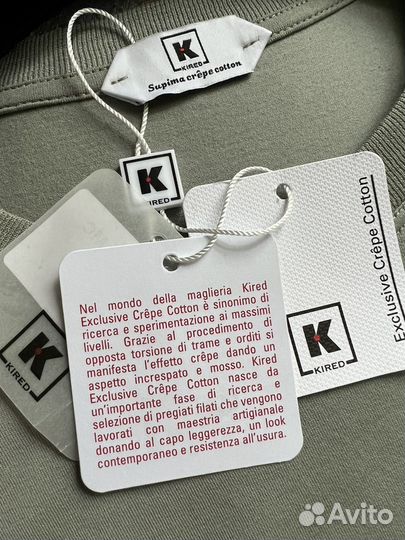 K
KIRED
Supima crêpe cotton
K
KIRED
Exclusive Crêpe Cotton
K
KIRED
K
KIRED
Nel mondo della maglieria Kired
Exclusive Crêpe Cotton è sinonimo di
ricerca e sperimentazione ai massimi
livelli. Grazie al procedimento di
opposta torsione di trame e orditi si
manifesta l'effetto crêpe dando un
aspetto increspato e mosso. Kired
Exclusive Crêpe Cotton nasce da
un'importante fase di ricerca e
selezione di pregiati filati che vengono
lavorati con maestria artigianale
donando al capo leggerezza, un look
contemporaneo e resistenza all'usura.
Avito